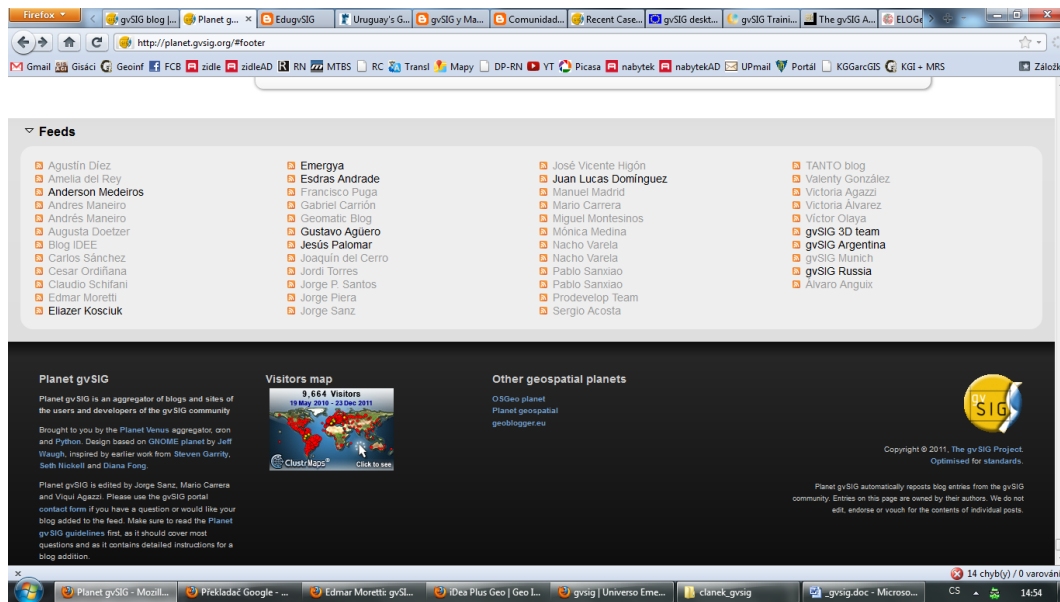 Firefox
gvSIG blog |...
Planet g...
EdugvSIG
Uruguay's G...
gvSIG y Ma...
Comunidad...
Recent Case...
gvSIG deskt...
gvSIG Traini...
The gvSIG A...
ELOGe
http://planet.gvsig.org/#footer
Gmail Gisáci Geoinf FCB zidle zidleAD RN MTBS RC Transl Mapy DP-RN YT Picasa nabytek nabytekAD UPmail Portál KGGarcGIS KGI + MRS Záložk
Feeds
Agustín Díez
Amelia del Rey
Anderson Medeiros
Andres Maneiro
Andrés Maneiro
Augusta Doetzer
Blog IDEE
Carlos Sánchez
Cesar Ordiñana
Claudio Schifani
Edmar Moretti
Eliazer Kosciuk
Emergya
Esdras Andrade
Francisco Puga
Gabriel Carrión
Geomatic Blog
Gustavo Agüero
Jesús Palomar
Joaquín del Cerro
Jordi Torres
Jorge P. Santos
Jorge Piera
Jorge Sanz
José Vicente Higón
Juan Lucas Domínguez
Manuel Madrid
Mario Carrera
Miguel Montesinos
Mónica Medina
Nacho Varela
Nacho Varela
Pablo Sanxiao
Pablo Sanxiao
Prodevelop Team
Sergio Acosta
TANTO blog
Valenty González
Victoria Agazzi
Victoria Álvarez
Víctor Olaya
gvSIG 3D team
gvSIG Argentina
gvSIG Munich
gvSIG Russia
Álvaro Anguix
Planet gvSIG
Planet gvSIG is an aggregator of blogs and sites of
the users and developers of the gvSIG community
Brought to you by the Planet Venus aggregator, cron
and Python. Design based on GNOME planet by Jeff
Waugh, inspired by earlier work from Steven Garrity,
Seth Nickell and Diana Fong.
Planet gvSIG is edited by Jorge Sanz, Mario Carrera
and Viqui Agazzi. Please use the gvSIG portal
contact form if you have a question or would like your
blog added to the feed. Make sure to read the Planet
gvSIG guidelines first, as it should cover most
questions and as it contains detailed instructions for a
blog addition.
Visitors map
9,664 Visitors
19 May 2010 - 23 Dec 2011
ClustrMaps® Click to see
Other geospatial planets
OSGeo planet
Planet geospatial
geoblogger.eu
gv
SIG
Copyright © 2011, The gvSIG Project.
Optimised for standards.
Planet gvSIG automatically reposts blog entries from the gvSIG
community. Entries on this page are owned by their authors. We do not
edit, endorse or vouch for the contents of individual posts.
14 chyb(y) / 0 varování
Planet gvSIG - Mozill...
Překladač Google - ...
Edmar Moretti: gvSI...
iDea Plus Geo | Geo I...
gvsig | Universo Eme...
clanek_gvsig
_gvsig.doc - Microso...
CS
14:54